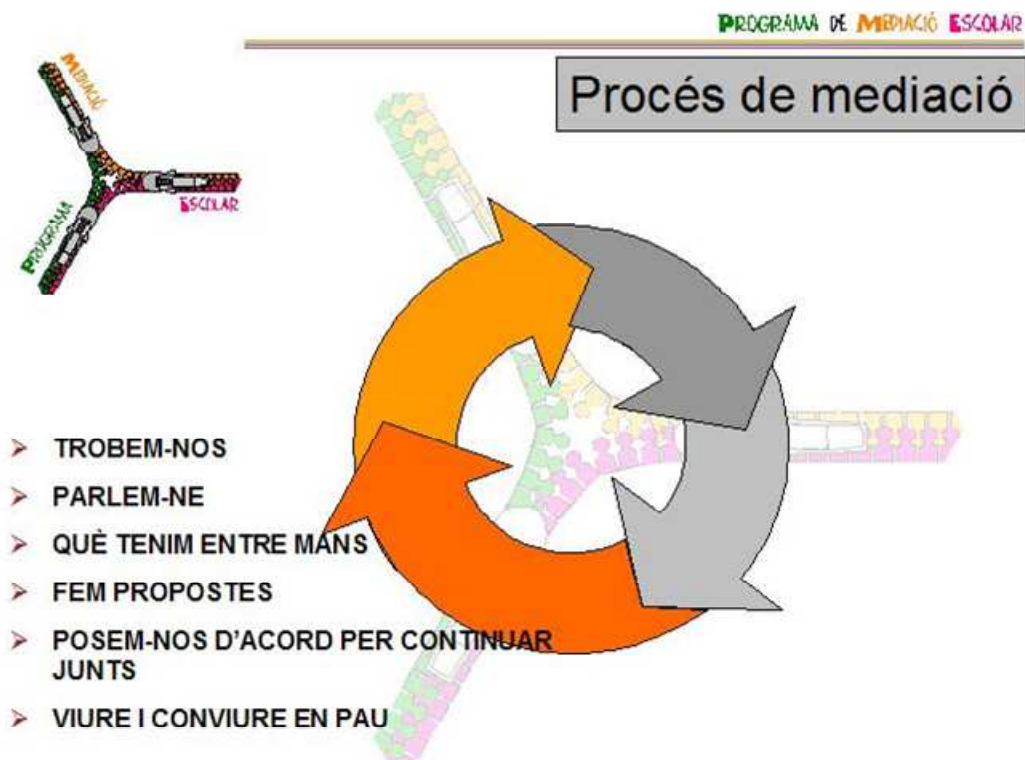 PROGRAMA DE MEDIACIÓ ESCOLAR
Procés de mediació
MEDIACIÓ
ESCOLAR
PROGRAMA
TROBEM-NOS
PARLEM-NE
QUÈ TENIM ENTRE MANS
FEM PROPOSTES
POSEM-NOS D'ACORD PER CONTINUAR
JUNTS
VIURE I CONVIURE EN PAU